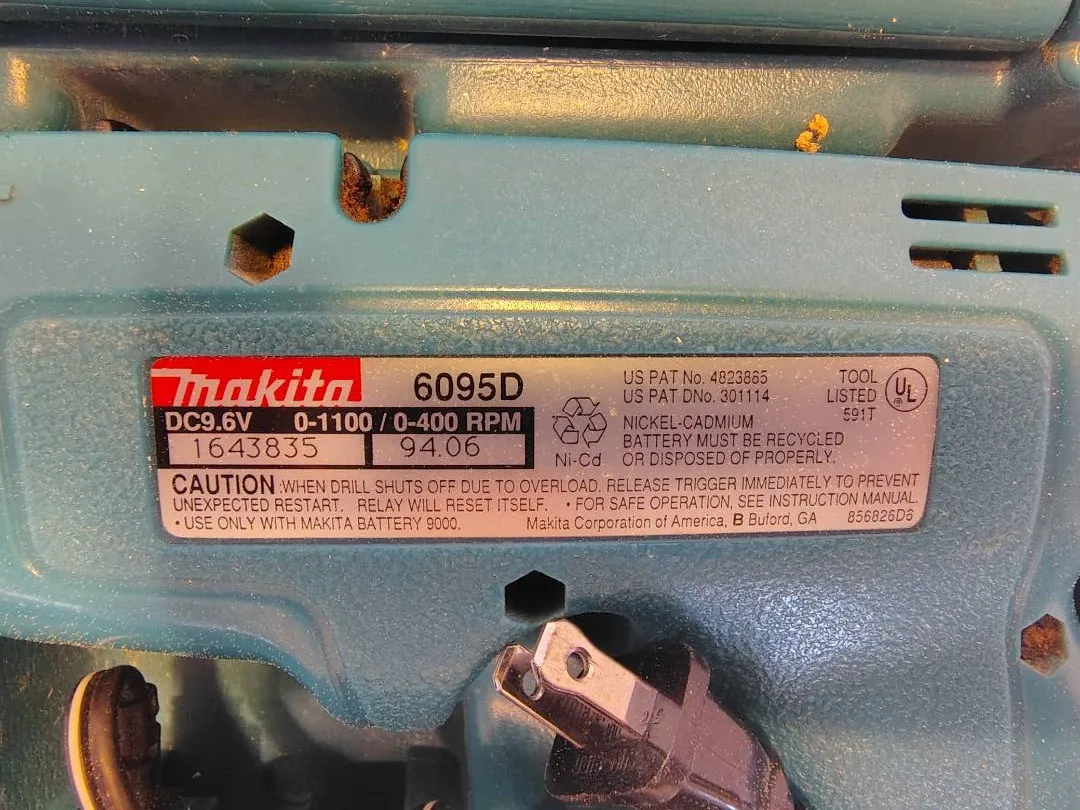 makita 6095D
DC9.6V 0-1100 / 0-400 RPM
1643835 94.06
US PAT No. 4823865
US PAT DNo. 301114
TOOL
LISTED
591T
UL
®
Ni-Cd
NICKEL-CADMIUM
BATTERY MUST BE RECYCLED
OR DISPOSED OF PROPERLY.
CAUTION :WHEN DRILL SHUTS OFF DUE TO OVERLOAD, RELEASE TRIGGER IMMEDIATELY TO PREVENT
UNEXPECTED RESTART. RELAY WILL RESET ITSELF. • FOR SAFE OPERATION, SEE INSTRUCTION MANUAL.
• USE ONLY WITH MAKITA BATTERY 9000. Makita Corporation of America, B Buford, GA 856826D6